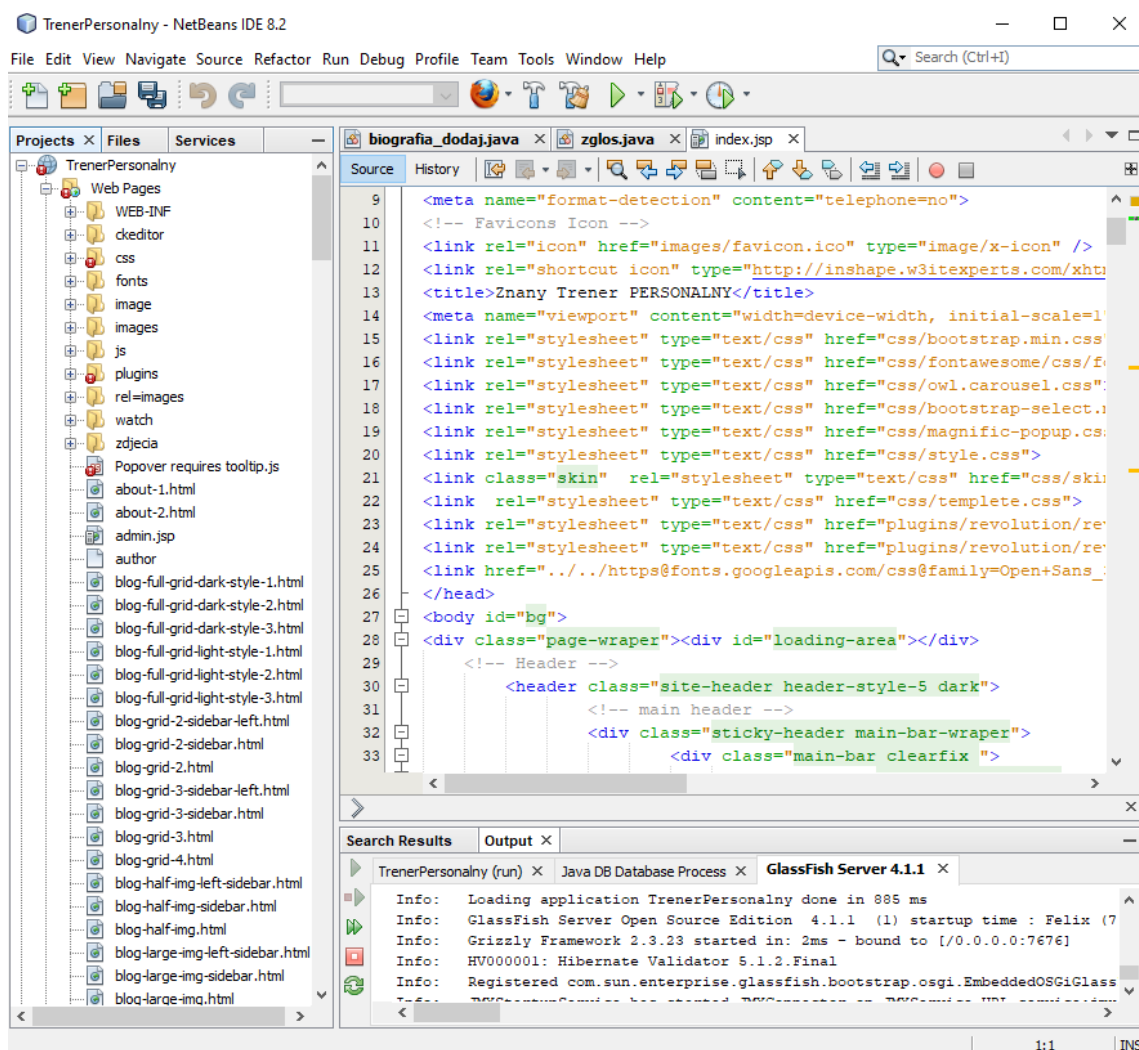 TrenerPersonalny - NetBeans IDE 8.2
File Edit View Navigate Source Refactor Run Debug Profile Team Tools Window Help
Search (Ctrl+I)
Projects Files Services
TrenerPersonalny
Web Pages
WEB-INF
ckeditor
css
fonts
image
images
js
plugins
rel=images
watch
zdjecia
Popover requires tooltip.js
about-1.html
about-2.html
admin.jsp
author
blog-full-grid-dark-style-1.html
blog-full-grid-dark-style-2.html
blog-full-grid-dark-style-3.html
blog-full-grid-light-style-1.html
blog-full-grid-light-style-2.html
blog-full-grid-light-style-3.html
blog-grid-2-sidebar-left.html
blog-grid-2-sidebar.html
blog-grid-2.html
blog-grid-3-sidebar-left.html
blog-grid-3-sidebar.html
blog-grid-3.html
blog-grid-4.html
blog-half-img-left-sidebar.html
blog-half-img-sidebar.html
blog-half-img.html
blog-large-img-left-sidebar.html
blog-large-img-sidebar.html
blog-large-img.html
biografia_dodaj.java zglos.java index.jsp
Source History
9 <meta name="format-detection" content="telephone=no">
10 <!-- Favicons Icon -->
11 <link rel="icon" href="images/favicon.ico" type="image/x-icon" />
12 <link rel="shortcut icon" type="http://inshape.w3itexperts.com/xhtm
13 <title>Znany Trener PERSONALNY</title>
14 <meta name="viewport" content="width=device-width, initial-scale=1"
15 <link rel="stylesheet" type="text/css" href="css/bootstrap.min.css"
16 <link rel="stylesheet" type="text/css" href="css/fontawesome/css/fo
17 <link rel="stylesheet" type="text/css" href="css/owl.carousel.css">
18 <link rel="stylesheet" type="text/css" href="css/bootstrap-select.m
19 <link rel="stylesheet" type="text/css" href="css/magnific-popup.css
20 <link rel="stylesheet" type="text/css" href="css/style.css">
21 <link class="skin" rel="stylesheet" type="text/css" href="css/skin
22 <link rel="stylesheet" type="text/css" href="css/templete.css">
23 <link rel="stylesheet" type="text/css" href="plugins/revolution/rev
24 <link rel="stylesheet" type="text/css" href="plugins/revolution/rev
25 <link href="../../https@fonts.googleapis.com/css@family=Open+Sans_3
26 </head>
27 <body id="bg">
28 <div class="page-wraper"><div id="loading-area"></div>
29 <!-- Header -->
30 <header class="site-header header-style-5 dark">
31 <!-- main header -->
32 <div class="sticky-header main-bar-wraper">
33 <div class="main-bar clearfix ">
Search Results Output
TrenerPersonalny (run) Java DB Database Process GlassFish Server 4.1.1
Info: Loading application TrenerPersonalny done in 885 ms
Info: GlassFish Server Open Source Edition 4.1.1 (1) startup time : Felix (7
Info: Grizzly Framework 2.3.23 started in: 2ms - bound to [/0.0.0.0:7676]
Info: HV000001: Hibernate Validator 5.1.2.Final
Info: Registered com.sun.enterprise.glassfish.bootstrap.osgi.EmbeddedOSGiGlass
1:1 INS